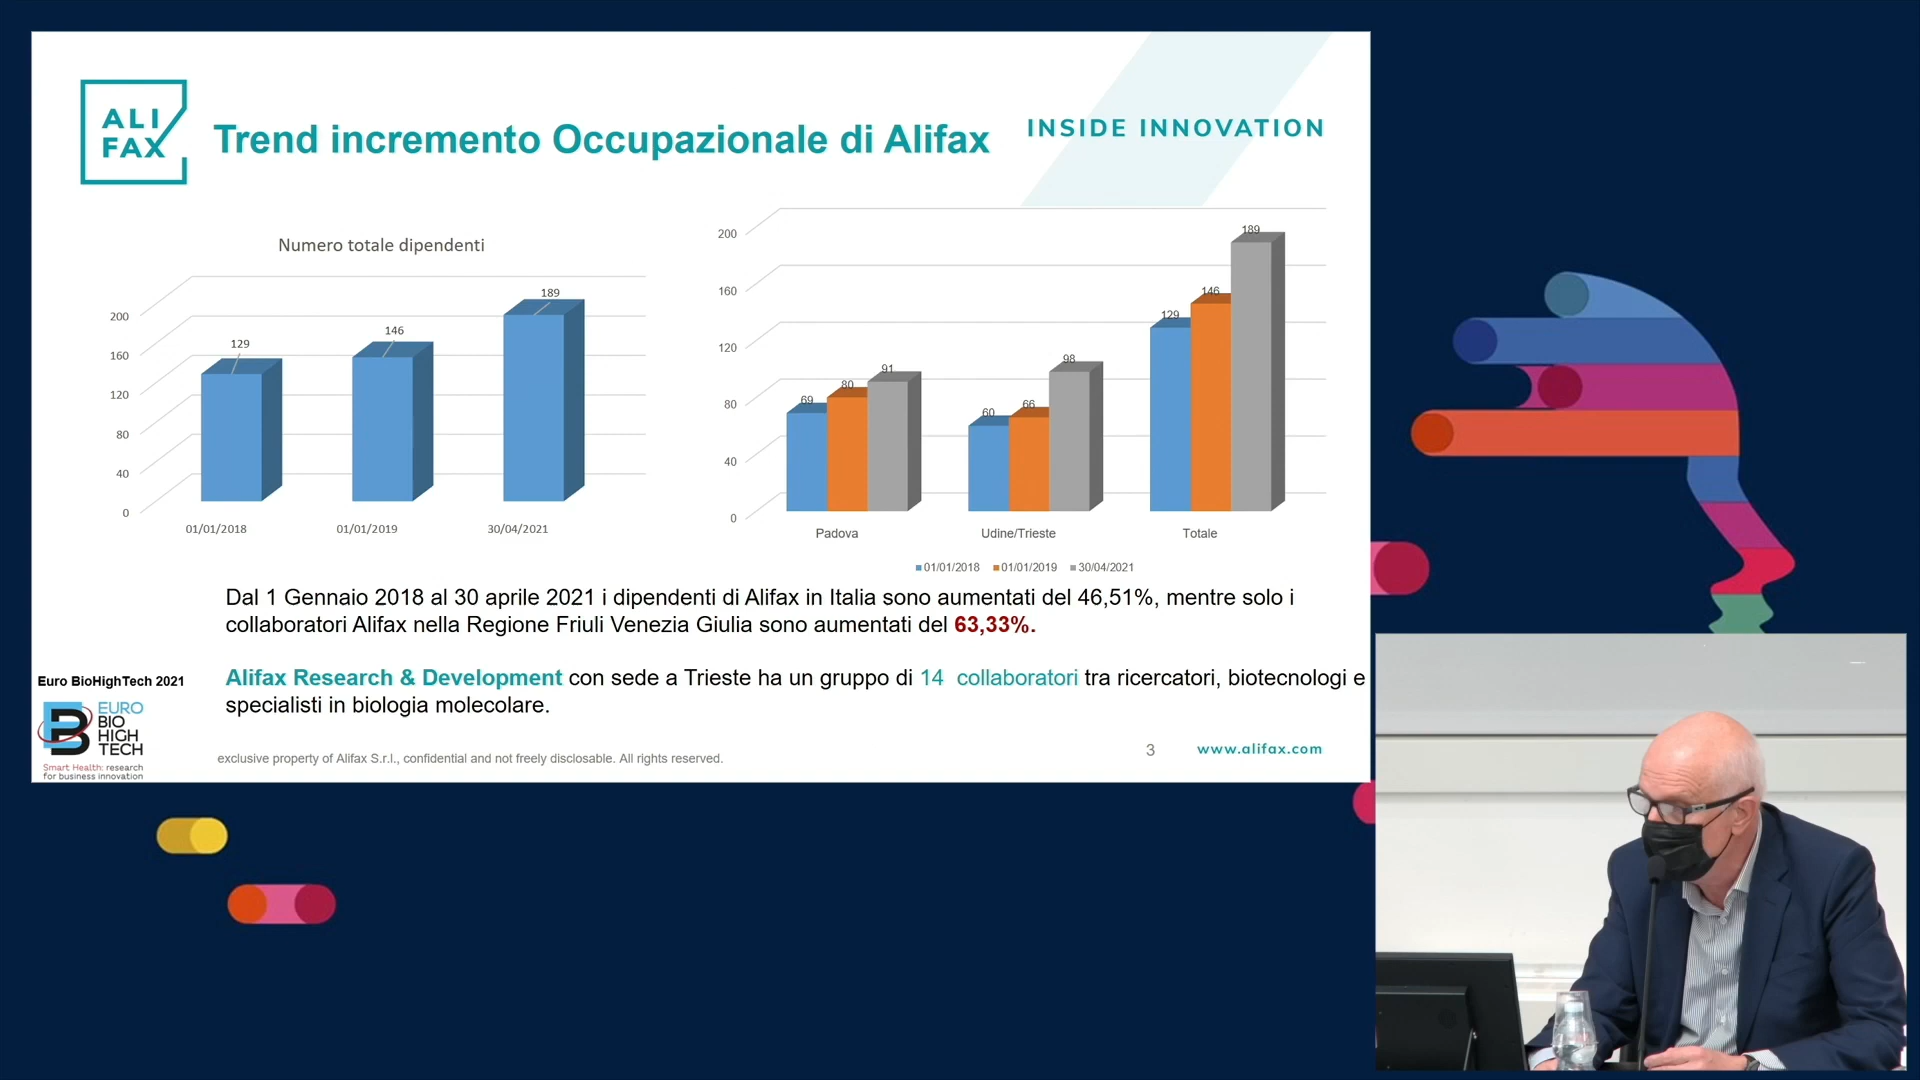 ALI
FAX
Trend incremento Occupazionale di Alifax
INSIDE INNOVATION
Numero totale dipendenti
200
160
120
80
40
0
129
146
189
01/01/2018
01/01/2019
30/04/2021
200
160
120
80
40
0
69
80
91
60
66
98
129
146
189
Padova
Udine/Trieste
Totale
01/01/2018
01/01/2019
30/04/2021
Dal 1 Gennaio 2018 al 30 aprile 2021 i dipendenti di Alifax in Italia sono aumentati del 46,51%, mentre solo i
collaboratori Alifax nella Regione Friuli Venezia Giulia sono aumentati del 63,33%.
Alifax Research & Development con sede a Trieste ha un gruppo di 14 collaboratori tra ricercatori, biotecnologi e
specialisti in biologia molecolare.
Euro BioHighTech 2021
B
EURO
BIO
HIGH
TECH
Smart Health: research
for business innovation
exclusive property of Alifax S.r.l., confidential and not freely disclosable. All rights reserved.
3
www.alifax.com